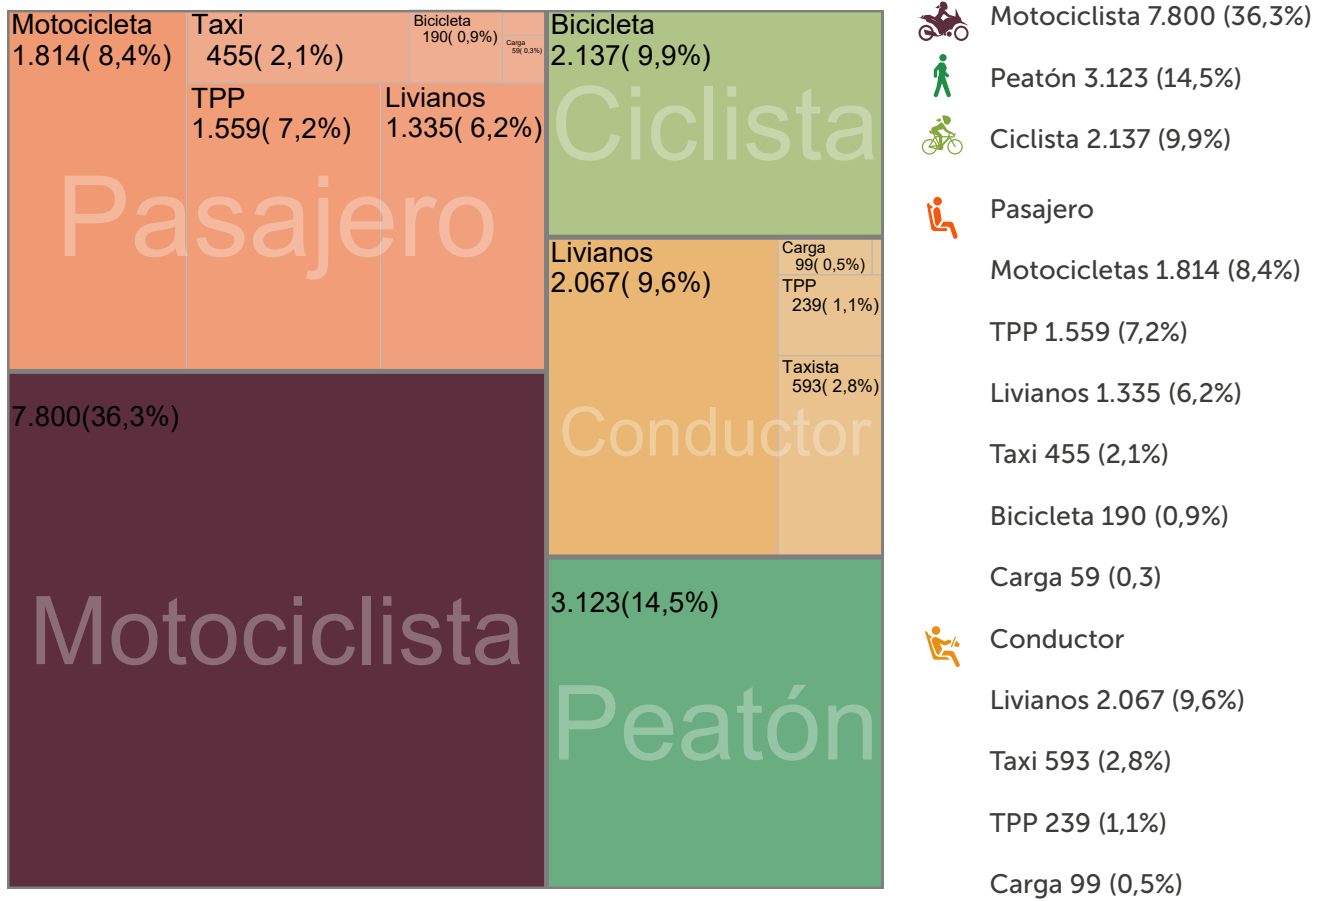 Motocicleta
1.814( 8,4%)
Taxi
455( 2,1%)
Bicicleta
190( 0,9%)
Carga
59( 0,3%)
TPP
1.559( 7,2%)
Livianos
1.335( 6,2%)
Pasajero
7.800(36,3%)
Motociclista
Bicicleta
2.137( 9,9%)
Ciclista
Livianos
2.067( 9,6%)
Carga
99( 0,5%)
TPP
239( 1,1%)
Taxista
593( 2,8%)
Conductor
3.123(14,5%)
Peatón
Motociclista 7.800 (36,3%)
Peatón 3.123 (14,5%)
Ciclista 2.137 (9,9%)
Pasajero
Motocicletas 1.814 (8,4%)
TPP 1.559 (7,2%)
Livianos 1.335 (6,2%)
Taxi 455 (2,1%)
Bicicleta 190 (0,9%)
Carga 59 (0,3)
Conductor
Livianos 2.067 (9,6%)
Taxi 593 (2,8%)
TPP 239 (1,1%)
Carga 99 (0,5%)